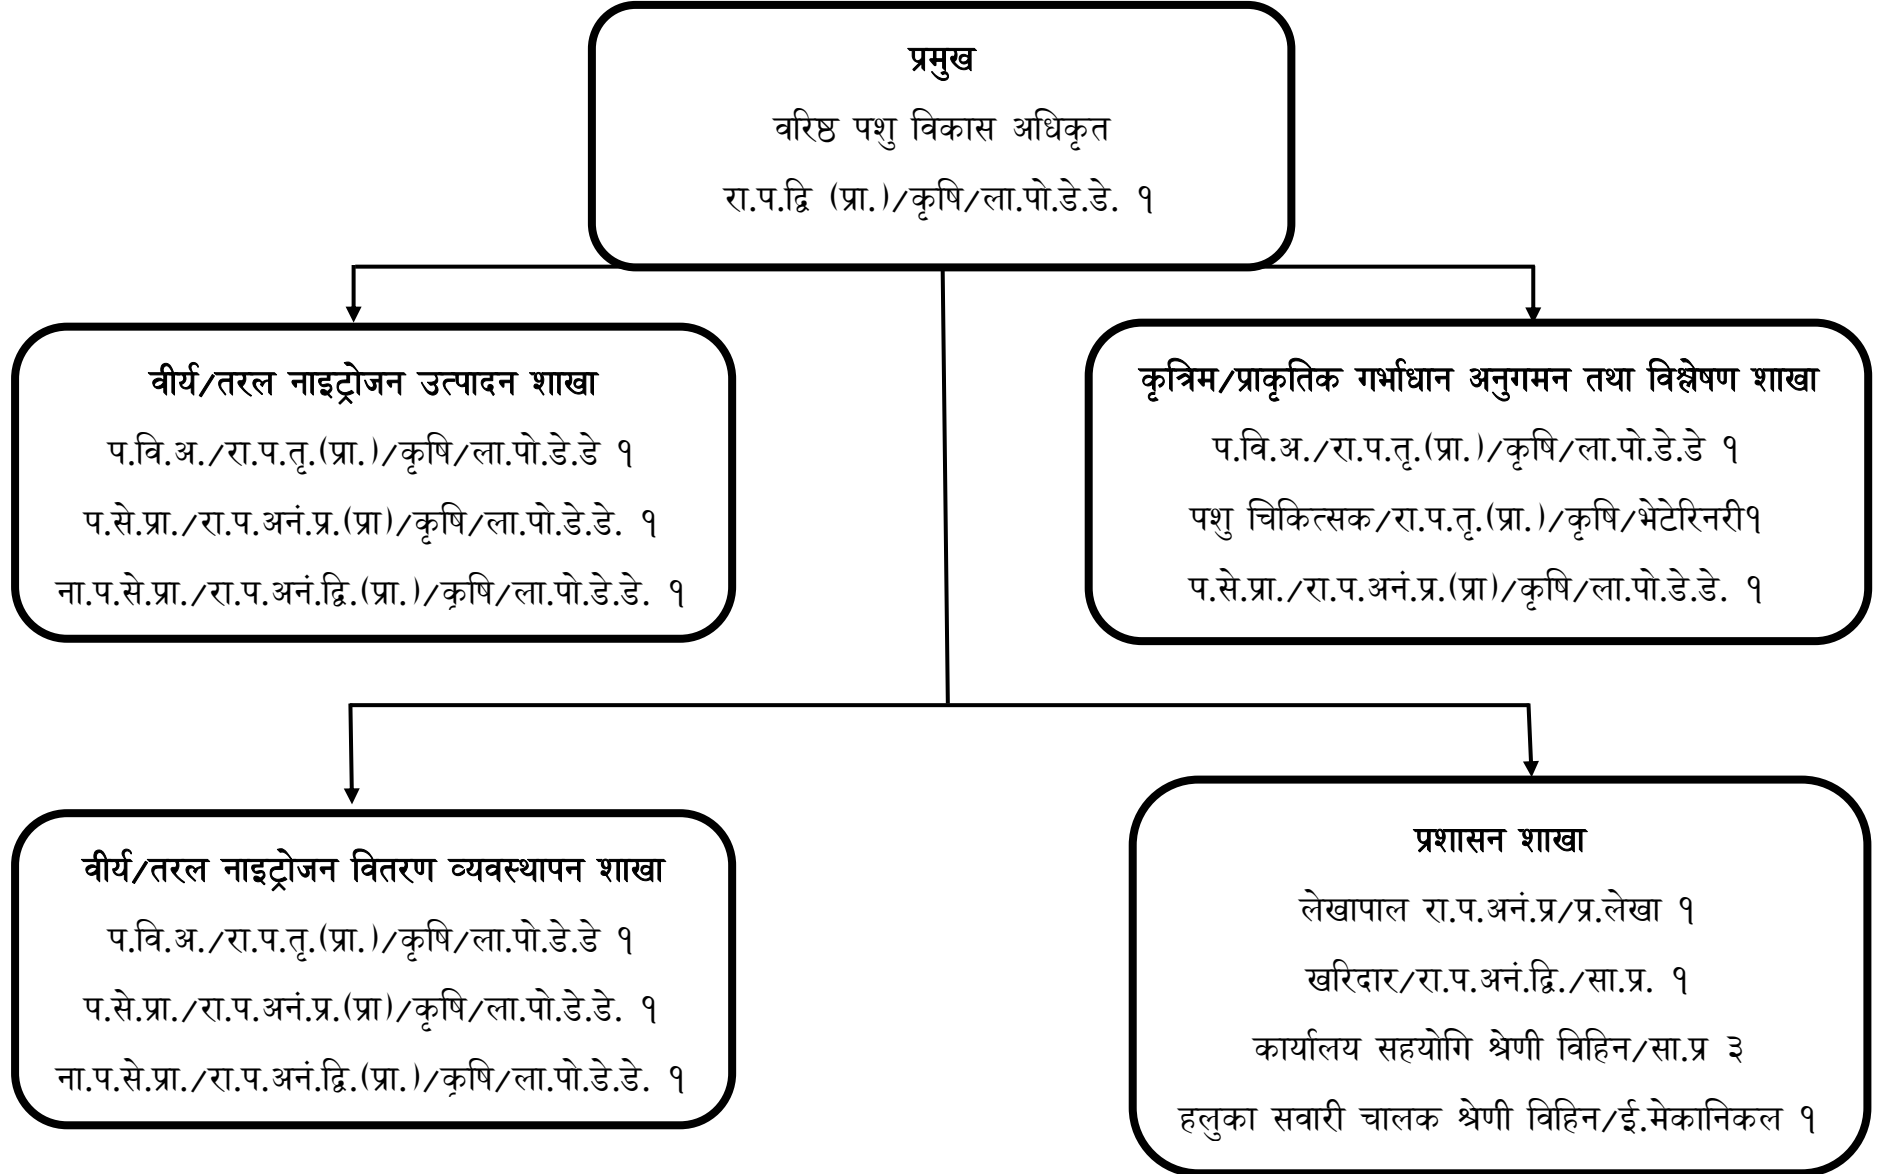 प्रमुख
वरिष्ठ पशु विकास अधिकृत
रा.प.द्वि (प्रा.)/कृषि/ला.पो.डे.डे. १
वीर्य/तरल नाइट्रोजन उत्पादन शाखा
प.वि.अ./रा.प.तृ.(प्रा.)/कृषि/ला.पो.डे.डे १
प.से.प्रा./रा.प.अनं.प्र.(प्रा)/कृषि/ला.पो.डे.डे. १
ना.प.से.प्रा./रा.प.अनं.द्वि.(प्रा.)/कृषि/ला.पो.डे.डे. १
कृत्रिम/प्राकृतिक गर्भाधान अनुगमन तथा विश्लेषण शाखा
प.वि.अ./रा.प.तृ.(प्रा.)/कृषि/ला.पो.डे.डे १
पशु चिकित्सक/रा.प.तृ.(प्रा.)/कृषि/भेटेरिनरी१
प.से.प्रा./रा.प.अनं.प्र.(प्रा)/कृषि/ला.पो.डे.डे. १
वीर्य/तरल नाइट्रोजन वितरण व्यवस्थापन शाखा
प.वि.अ./रा.प.तृ.(प्रा.)/कृषि/ला.पो.डे.डे १
प.से.प्रा./रा.प.अनं.प्र.(प्रा)/कृषि/ला.पो.डे.डे. १
ना.प.से.प्रा./रा.प.अनं.द्वि.(प्रा.)/कृषि/ला.पो.डे.डे. १
प्रशासन शाखा
लेखापाल रा.प.अनं.प्र/प्र.लेखा १
खरिदार/रा.प.अनं.द्वि./सा.प्र. १
कार्यालय सहयोगि श्रेणी विहिन/सा.प्र ३
हलुका सवारी चालक श्रेणी विहिन/ई.मेकानिकल १